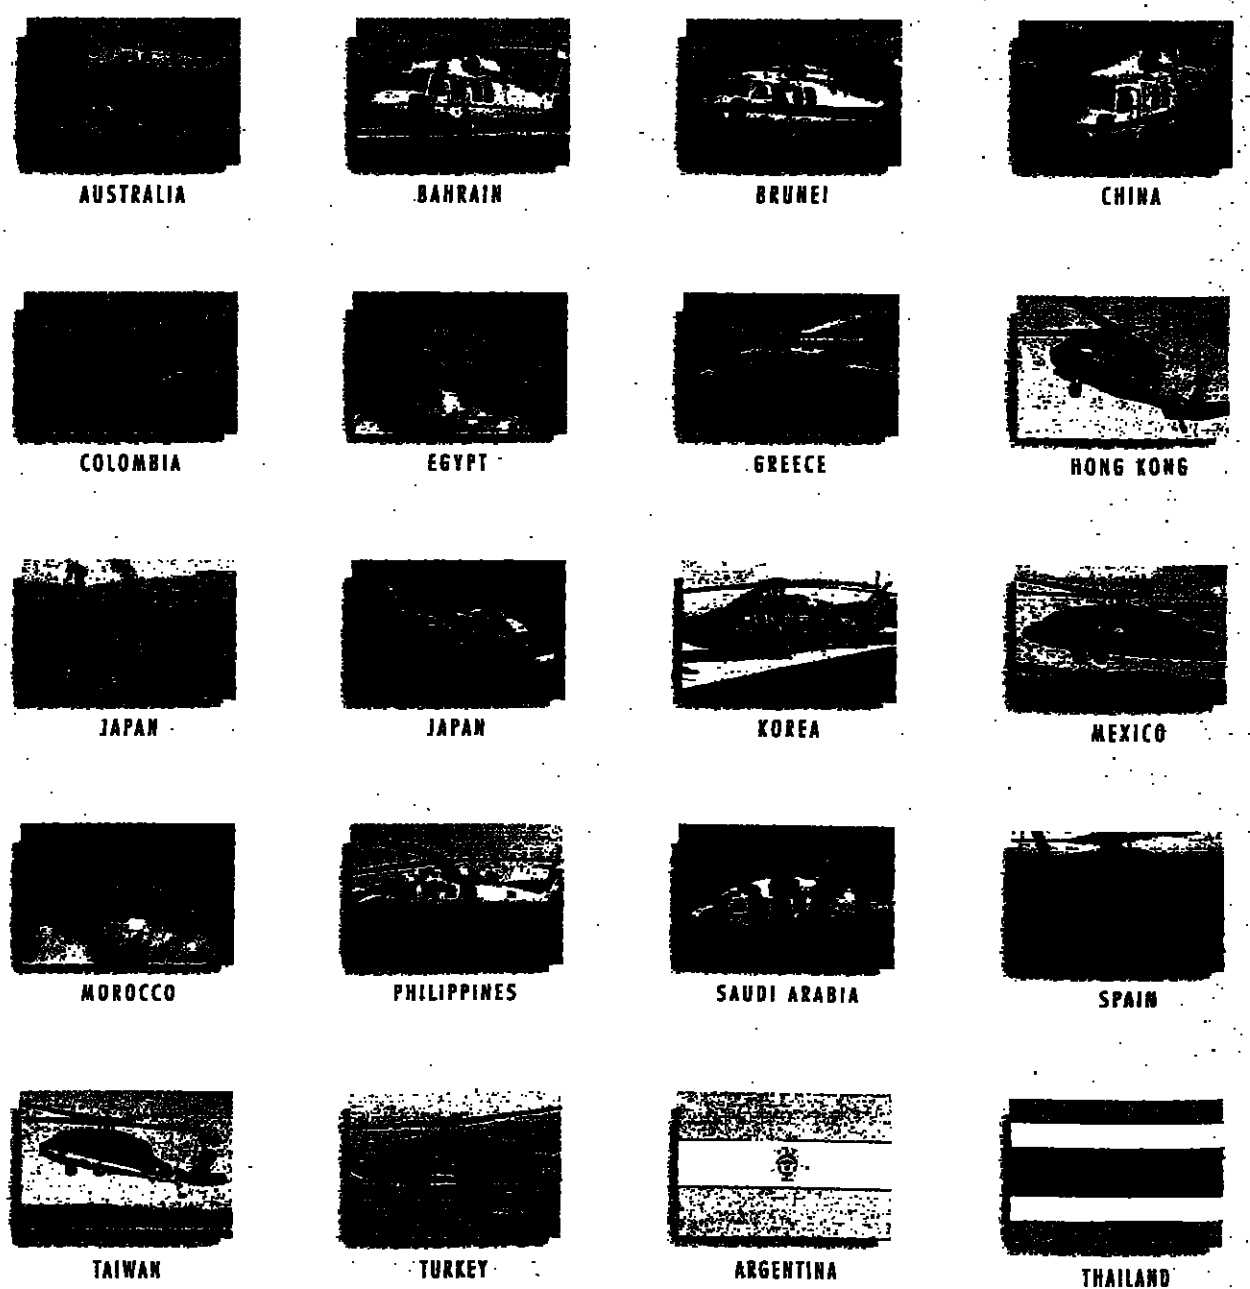 AUSTRALIA
BAHRAIN
BRUNEI
CHINA
COLOMBIA
EGYPT
GREECE
HONG KONG
JAPAN
JAPAN
KOREA
MEXICO
MOROCCO
PHILIPPINES
SAUDI ARABIA
SPAIN
TAIWAN
TURKEY
ARGENTINA
THAILAND